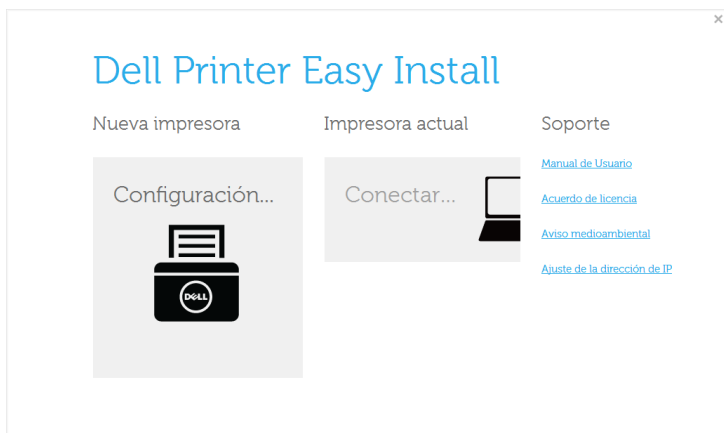 Dell Printer Easy Install
Nueva impresora
Impresora actual
Soporte
Configuración...
DELL
Conectar...
Manual de Usuario
Acuerdo de licencia
Aviso medioambiental
Ajuste de la dirección de IP